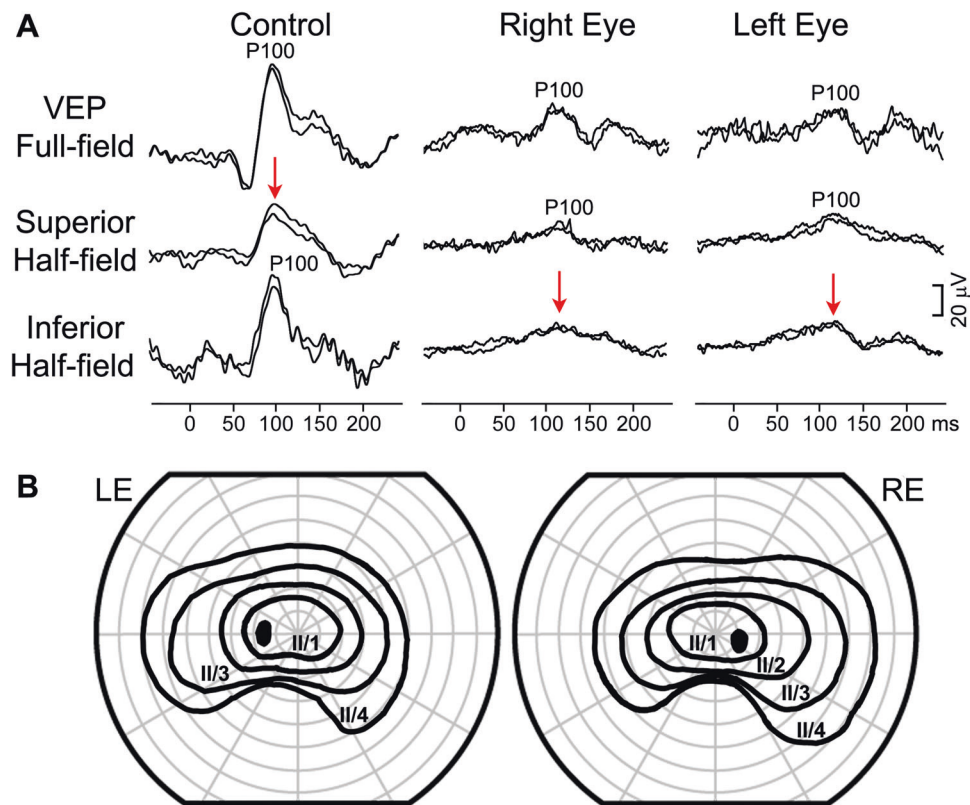 A
Control
Right Eye
Left Eye
VEP
Full-field
P100
P100
P100
Superior
Half-field
P100
P100
Inferior
Half-field
P100
20 µV
0 50 100 150 200
0 50 100 150 200
0 50 100 150 200 ms
B
LE
RE
II/1
II/3
II/4
II/1
II/2
II/3
II/4